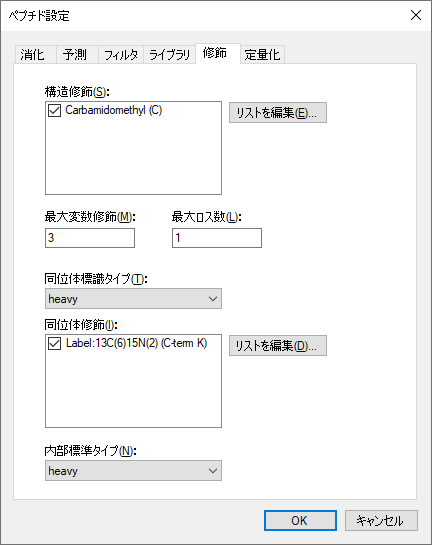 ペプチド設定
消化 予測 フィルタ ライブラリ 修飾 定量化
構造修飾(S):
Carbamidomethyl (C)
リストを編集(E)...
最大変数修飾(M): 最大ロス数(L):
3 1
同位体標識タイプ(T):
heavy
同位体修飾(I):
Label:13C(6)15N(2) (C-term K)
リストを編集(D)...
内部標準タイプ(N):
heavy
OK キャンセル